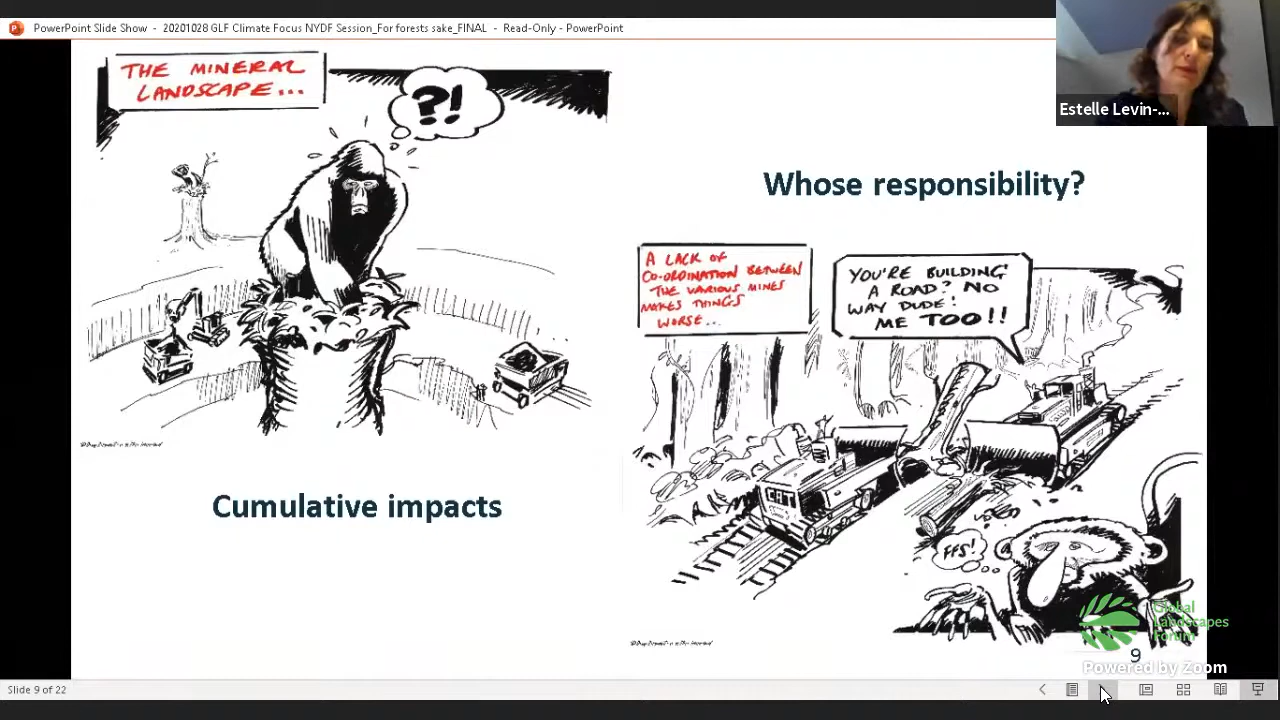 PowerPoint Slide Show - 20201028 GLF Climate Focus NYDF Session_For forests sake_FINAL - Read-Only - PowerPoint
Estelle Levin-...
THE MINERAL
LANDSCAPE...
?!
Cumulative impacts
Whose responsibility?
A LACK OF
CO-ORDINATION BETWEEN
THE VARIOUS MINES
MAKES THINGS
WORSE...
YOU'RE BUILDING
A ROAD? NO
WAY DUDE!
ME TOO!!
CAT
FFS!
Global
Landscapes
Forum
9
Powered by Zoom
Slide 9 of 22